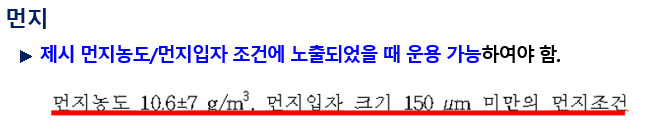 먼지
▶ 제시 먼지농도/먼지입자 조건에 노출되었을 때 운용 가능하여야 함.
먼지농도 10.6±7 g/m³. 먼지입자 크기 150 µm 미만의 먼지조건